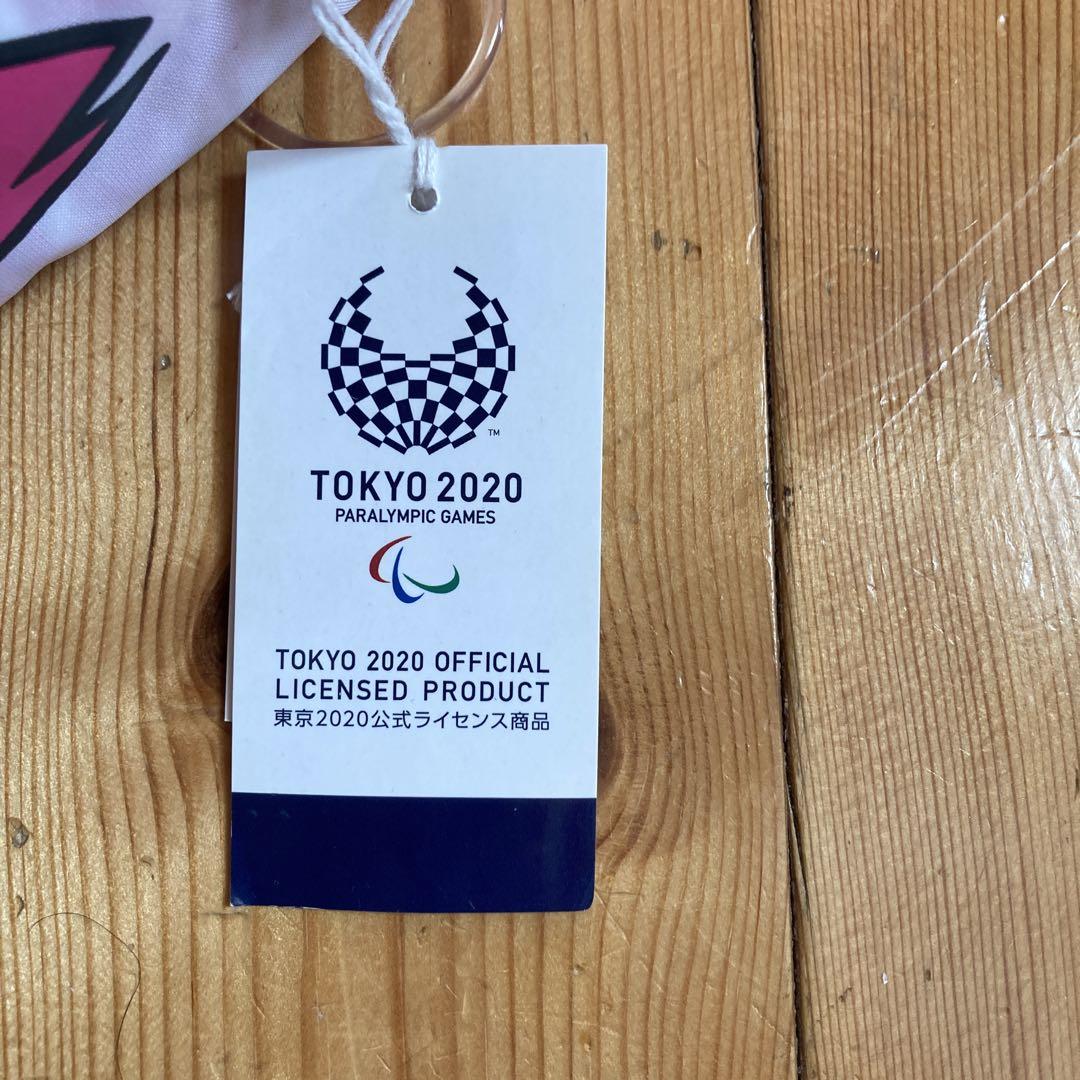 TM
TOKYO 2020
PARALYMPIC GAMES
TOKYO 2020 OFFICIAL
LICENSED PRODUCT
東京2020公式ライセンス商品